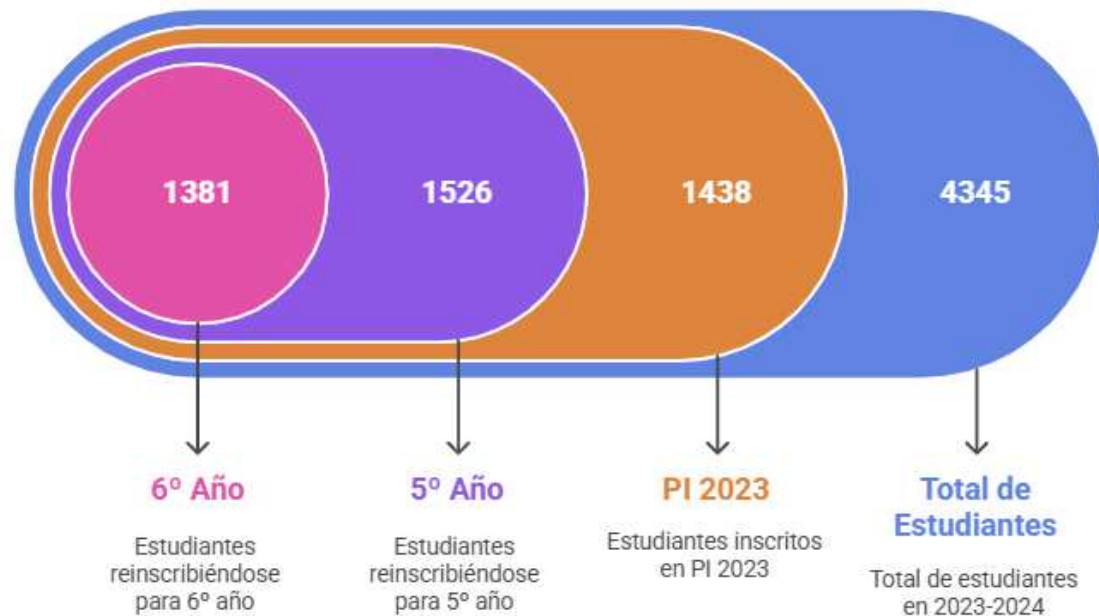 1381
1526
1438
4345
6º Año
Estudiantes
reinscribiéndose
para 6º año
5º Año
Estudiantes
reinscribiéndose
para 5º año
PI 2023
Estudiantes inscritos
en PI 2023
Total de
Estudiantes
Total de estudiantes
en 2023-2024